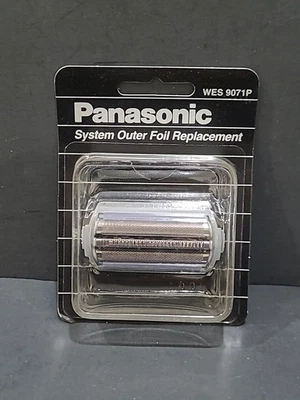 WES 9071P
Panasonic
System Outer Foil Replacement